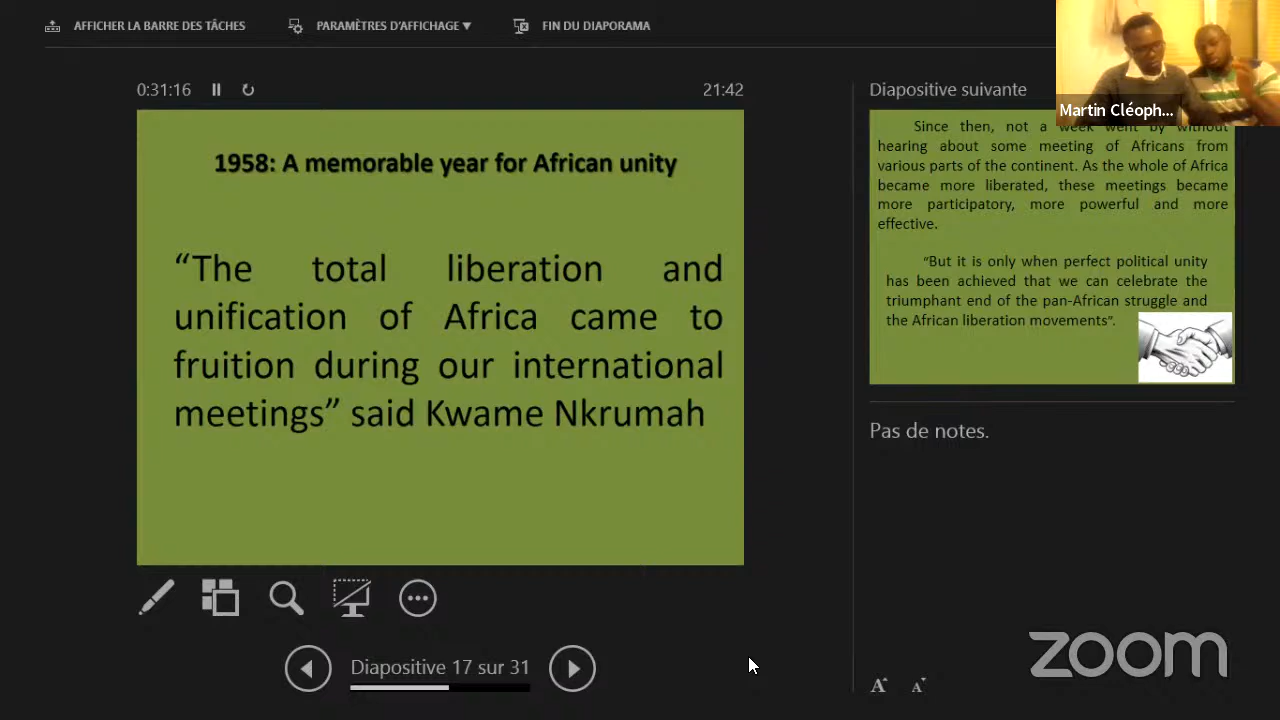 AFFICHER LA BARRE DES TÂCHES
PARAMÈTRES D'AFFICHAGE
FIN DU DIAPORAMA
0:31:16
21:42
1958: A memorable year for African unity
“The total liberation and
unification of Africa came to
fruition during our international
meetings” said Kwame Nkrumah
Diapositive 17 sur 31
Diapositive suivante
Martin Cléoph...
Since then, not a week went by without
hearing about some meeting of Africans from
various parts of the continent. As the whole of Africa
became more liberated, these meetings became
more participatory, more powerful and more
effective.
“But it is only when perfect political unity
has been achieved that we can celebrate the
triumphant end of the pan-African struggle and
the African liberation movements”.
Pas de notes.
A A
zoom